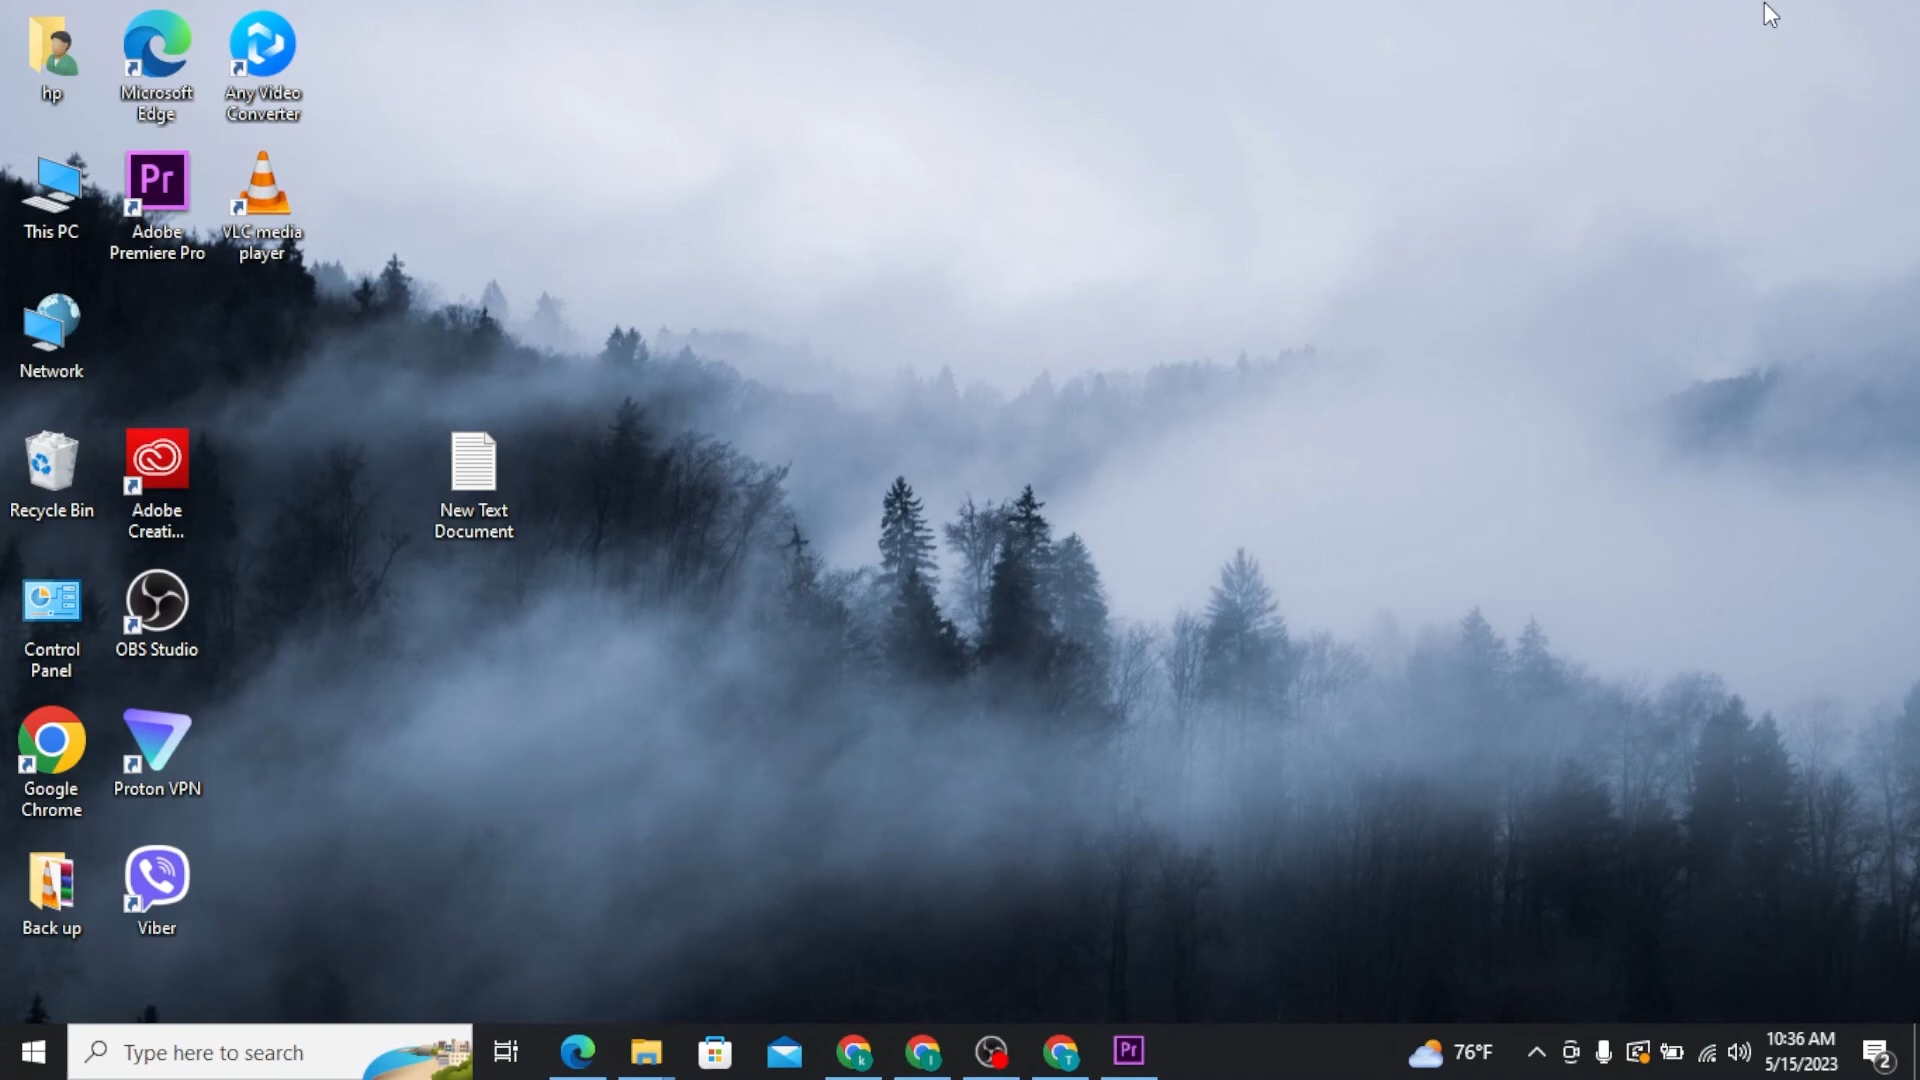 hp
Microsoft
Edge
Any Video
Converter
This PC
Pr
Adobe
Premiere Pro
VLC media
player
Network
Recycle Bin
Adobe
Creati...
New Text
Document
Control
Panel
OBS Studio
Google
Chrome
Proton VPN
Back up
Viber
Type here to search
k
I
T
Pr
76°F
10:36 AM
5/15/2023
2